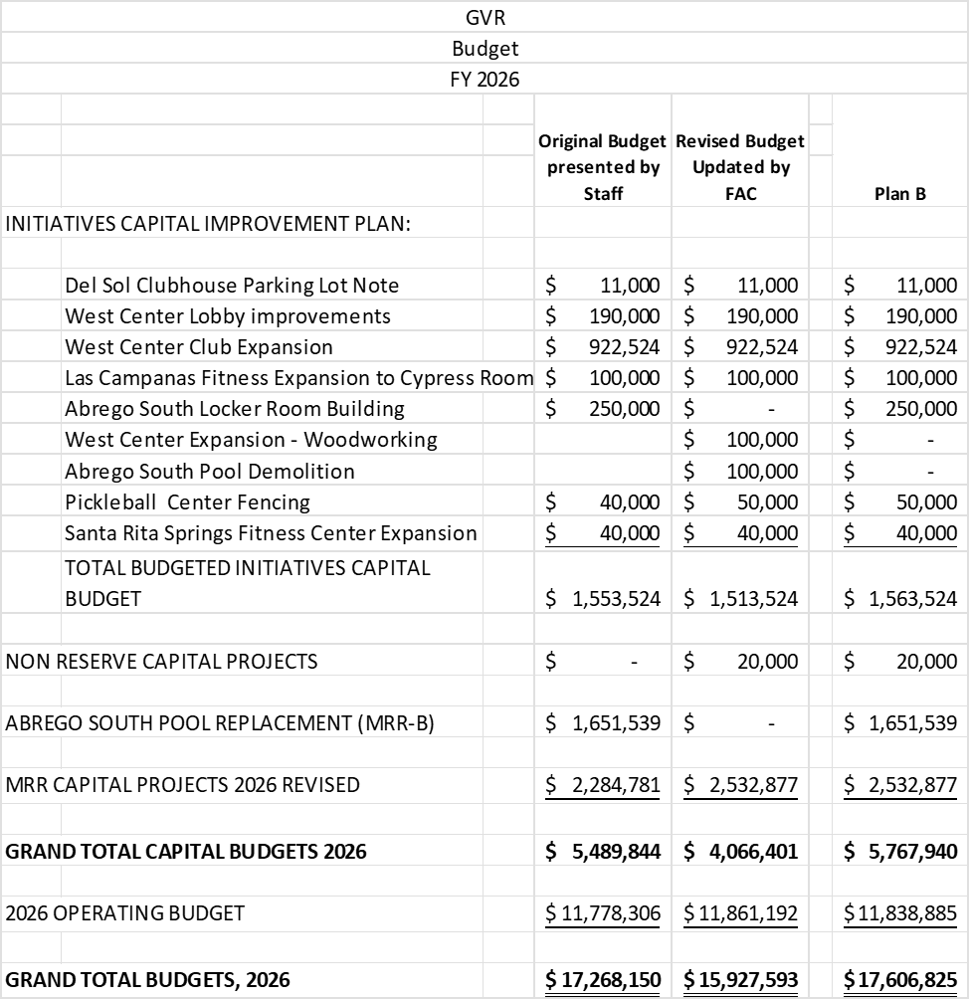 GVR
Budget
FY 2026
Original Budget Revised Budget
presented by Updated by
Staff FAC Plan B
INITIATIVES CAPITAL IMPROVEMENT PLAN:
Del Sol Clubhouse Parking Lot Note $ 11,000 $ 11,000 $ 11,000
West Center Lobby improvements $ 190,000 $ 190,000 $ 190,000
West Center Club Expansion $ 922,524 $ 922,524 $ 922,524
Las Campanas Fitness Expansion to Cypress Room $ 100,000 $ 100,000 $ 100,000
Abrego South Locker Room Building $ 250,000 $ - $ 250,000
West Center Expansion - Woodworking $ 100,000 $ -
Abrego South Pool Demolition $ 100,000 $ -
Pickleball Center Fencing $ 40,000 $ 50,000 $ 50,000
Santa Rita Springs Fitness Center Expansion $ 40,000 $ 40,000 $ 40,000
TOTAL BUDGETED INITIATIVES CAPITAL
BUDGET $ 1,553,524 $ 1,513,524 $ 1,563,524
NON RESERVE CAPITAL PROJECTS $ - $ 20,000 $ 20,000
ABREGO SOUTH POOL REPLACEMENT (MRR-B) $ 1,651,539 $ - $ 1,651,539
MRR CAPITAL PROJECTS 2026 REVISED $ 2,284,781 $ 2,532,877 $ 2,532,877
GRAND TOTAL CAPITAL BUDGETS 2026 $ 5,489,844 $ 4,066,401 $ 5,767,940
2026 OPERATING BUDGET $ 11,778,306 $ 11,861,192 $ 11,838,885
GRAND TOTAL BUDGETS, 2026 $ 17,268,150 $ 15,927,593 $ 17,606,825